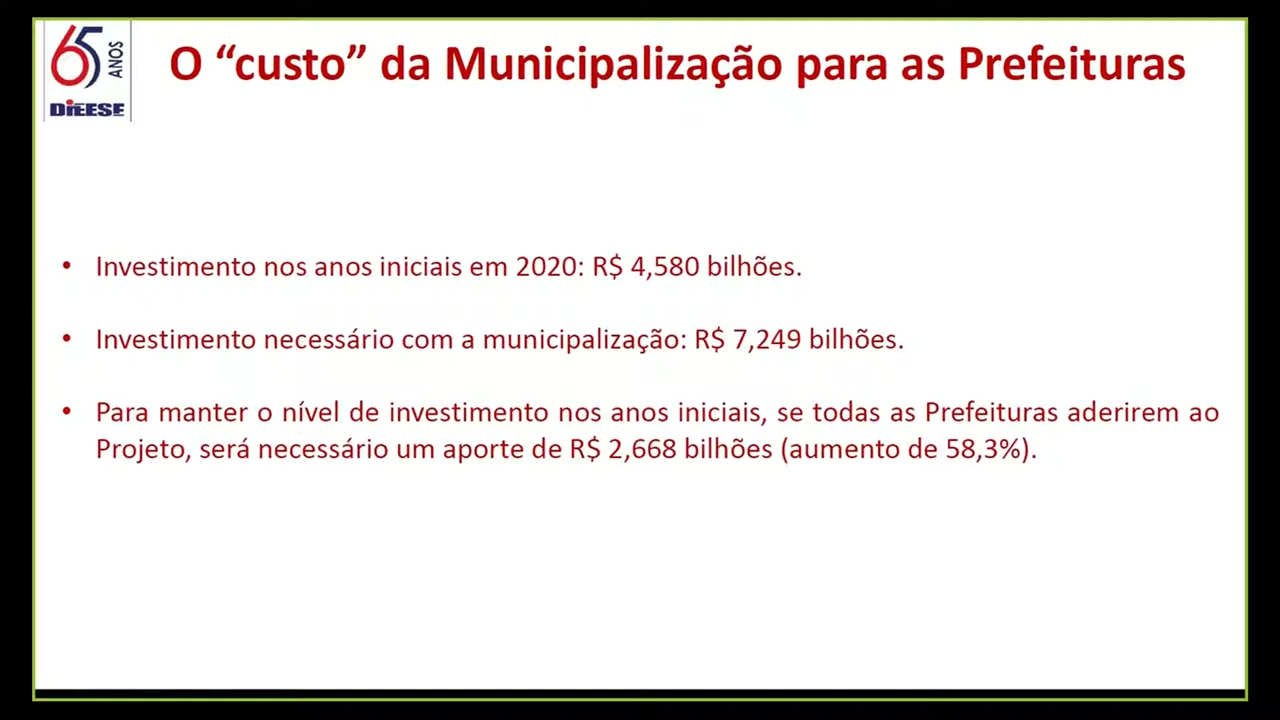 65
ANOS
DIEESE
O “custo” da Municipalização para as Prefeituras
• Investimento nos anos iniciais em 2020: R$ 4,580 bilhões.
• Investimento necessário com a municipalização: R$ 7,249 bilhões.
• Para manter o nível de investimento nos anos iniciais, se todas as Prefeituras aderirem ao
Projeto, será necessário um aporte de R$ 2,668 bilhões (aumento de 58,3%).